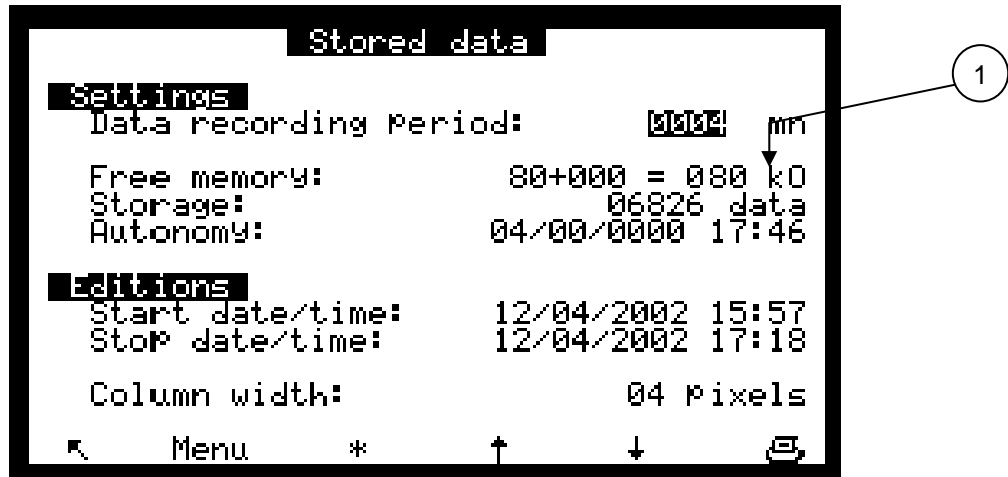 Stored data
1
Settings
Data recording Period: 0004 mn
Free memory: 80+000 = 080 kO
Storage: 06826 data
Autonomy: 04/00/0000 17:46
Editions
Start date/time: 12/04/2002 15:57
Stop date/time: 12/04/2002 17:18
Column width: 04 Pixels
↖ Menu * ↑ ↓